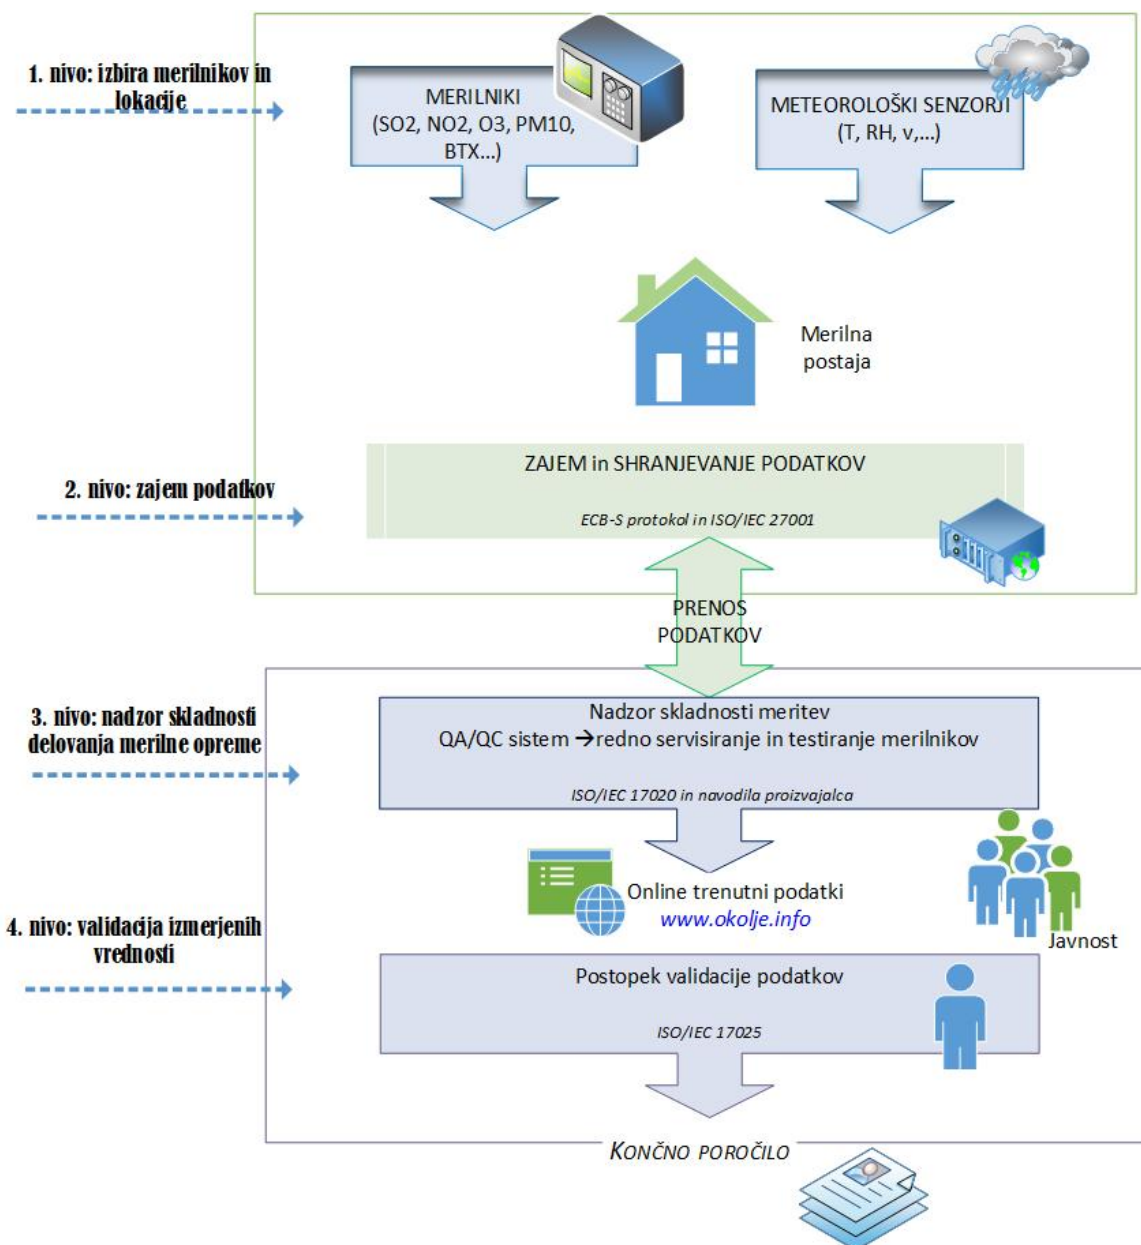 1. nivo: izbira merilnikov in
lokacije
MERILNIKI
(SO2, NO2, O3, PM10,
BTX...)
METEOROLOŠKI SENZORJI
(T, RH, v,...)
Merilna
postaja
2. nivo: zajem podatkov
ZAJEM in SHRANJEVANJE PODATKOV
ECB-S protokol in ISO/IEC 27001
PRENOS
PODATKOV
3. nivo: nadzor skladnosti
delovanja merilne opreme
Nadzor skladnosti meritev
QA/QC sistem →redno servisiranje in testiranje merilnikov
ISO/IEC 17020 in navodila proizvajalca
Online trenutni podatki
www.okolje.info
Javnost
4. nivo: validacija izmerjenih
vrednosti
Postopek validacije podatkov
ISO/IEC 17025
KONČNO POROČILO